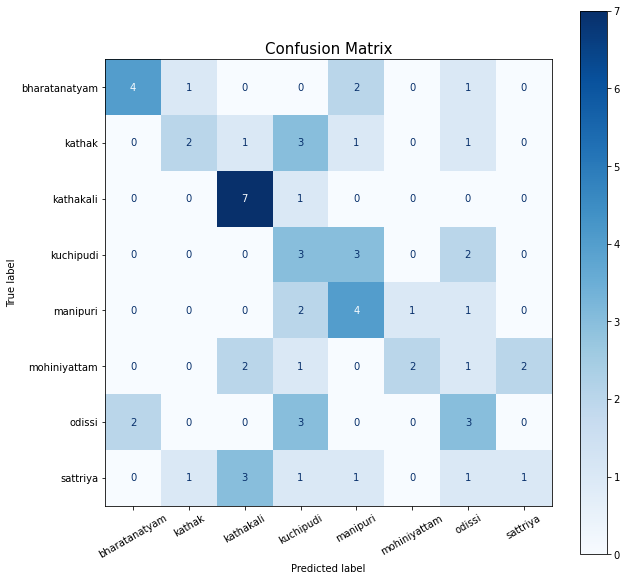 Confusion Matrix
True label
bharatanatyam 4 1 0 0 2 0 1 0
kathak 0 2 1 3 1 0 1 0
kathakali 0 0 7 1 0 0 0 0
kuchipudi 0 0 0 3 3 0 2 0
manipuri 0 0 0 2 4 1 1 0
mohiniyattam 0 0 2 1 0 2 1 2
odissi 2 0 0 3 0 0 3 0
sattriya 0 1 3 1 1 0 1 1
bharatanatyam kathak kathakali kuchipudi manipuri mohiniyattam odissi sattriya
Predicted label
7
6
5
4
3
2
1
0